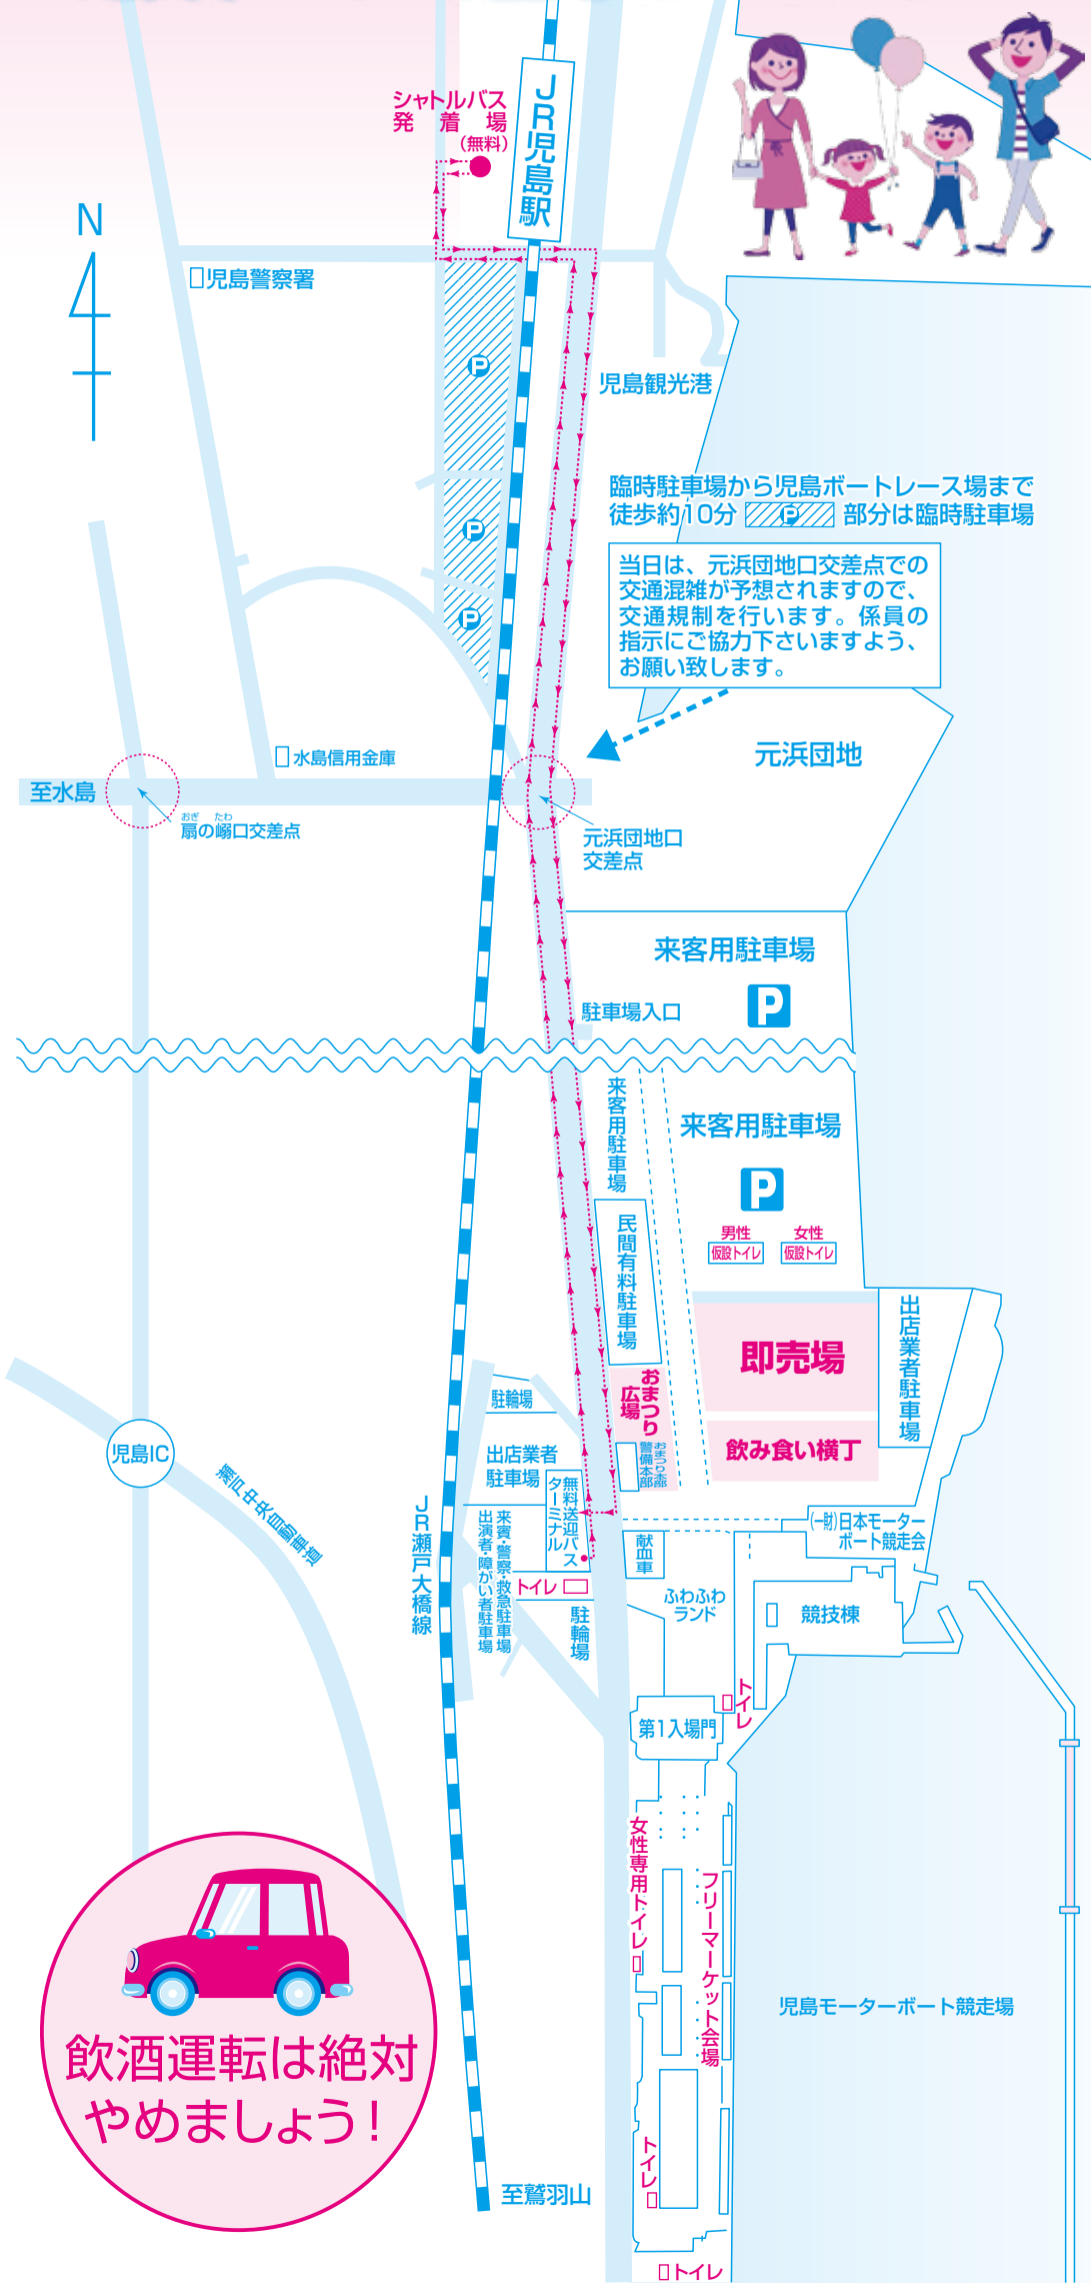 シャトルバス
発着場
(無料)
JR児島駅
N
児島警察署
P
児島観光港
臨時駐車場から児島ボートレース場まで
徒歩約10分 P 部分は臨時駐車場
P
当日は、元浜団地口交差点での
交通混雑が予想されますので、
交通規制を行います。係員の
指示にご協力下さいますよう、
お願い致します。
P
水島信用金庫
元浜団地
至水島
おぎ たわ
扇の嵶口交差点
元浜団地口
交差点
来客用駐車場
P
駐車場入口
来客用駐車場
来客用駐車場
P
男性
仮設トイレ
女性
仮設トイレ
民間有料駐車場
出店業者駐車場
即売場
おまつり
広場
飲み食い横丁
おまつり本部
警備本部
駐輪場
出店業者
駐車場
無料送迎バス
ターミナル
児島IC
瀬戸中央自動車道
JR瀬戸大橋線
来賓・警察・救急駐車場
出演者・障がい者駐車場
トイレ
駐輪場
献血車
(一財)日本モーター
ボート競走会
ふわふわ
ランド
競技棟
トイレ
第1入場門
女性専用トイレ
フリーマーケット会場
児島モーターボート競走場
飲酒運転は絶対
やめましょう!
トイレ
至鷲羽山
トイレ